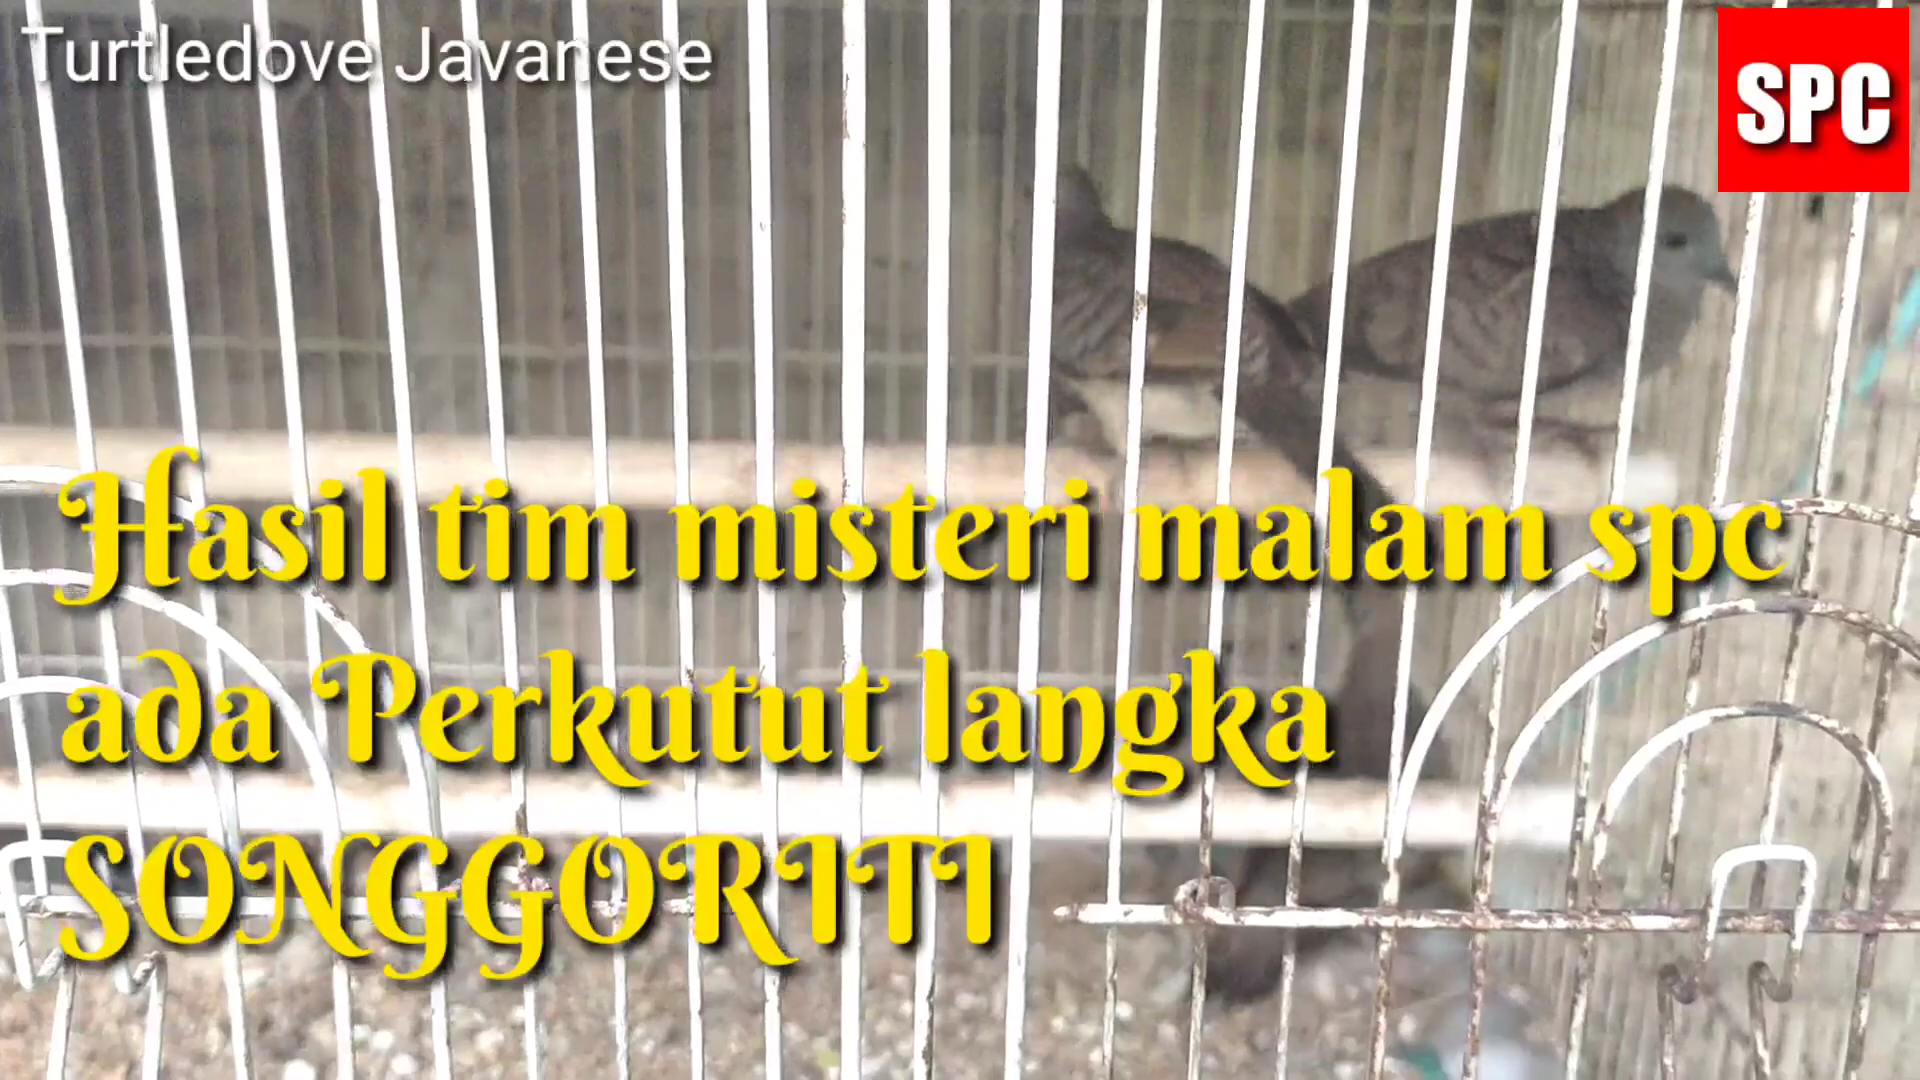 Turtledove Javanese
SPC
Hasil tim misteri malam spc
ada Perkutut langka
SONGGORITI